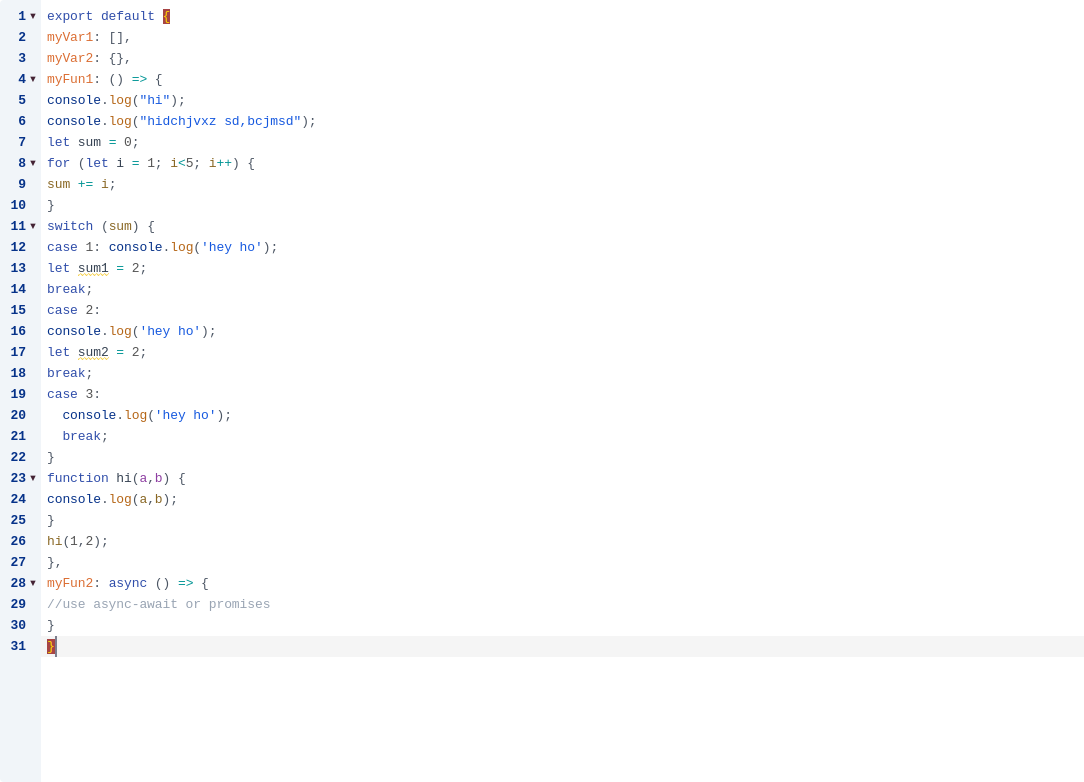 1 export default {
2 myVar1: [],
3 myVar2: {},
4 myFun1: () => {
5 console.log("hi");
6 console.log("hidchjvxz sd,bcjmsd");
7 let sum = 0;
8 for (let i = 1; i<5; i++) {
9 sum += i;
10 }
11 switch (sum) {
12 case 1: console.log('hey ho');
13 let sum1 = 2;
14 break;
15 case 2:
16 console.log('hey ho');
17 let sum2 = 2;
18 break;
19 case 3:
20   console.log('hey ho');
21   break;
22 }
23 function hi(a,b) {
24 console.log(a,b);
25 }
26 hi(1,2);
27 },
28 myFun2: async () => {
29 //use async-await or promises
30 }
31 }